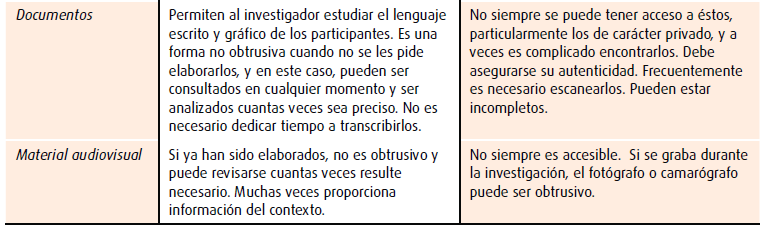 Documentos
Permiten al investigador estudiar el lenguaje
escrito y gráfico de los participantes. Es una
forma no obtrusiva cuando no se les pide
elaborarlos, y en este caso, pueden ser
consultados en cualquier momento y ser
analizados cuantas veces sea preciso. No es
necesario dedicar tiempo a transcribirlos.
No siempre se puede tener acceso a éstos,
particularmente los de carácter privado, y a
veces es complicado encontrarlos. Debe
asegurarse su autenticidad. Frecuentemente
es necesario escanearlos. Pueden estar
incompletos.
Material audiovisual
Si ya han sido elaborados, no es obtrusivo y
puede revisarse cuantas veces resulte
necesario. Muchas veces proporciona
información del contexto.
No siempre es accesible. Si se graba durante
la investigación, el fotógrafo o camarógrafo
puede ser obtrusivo.